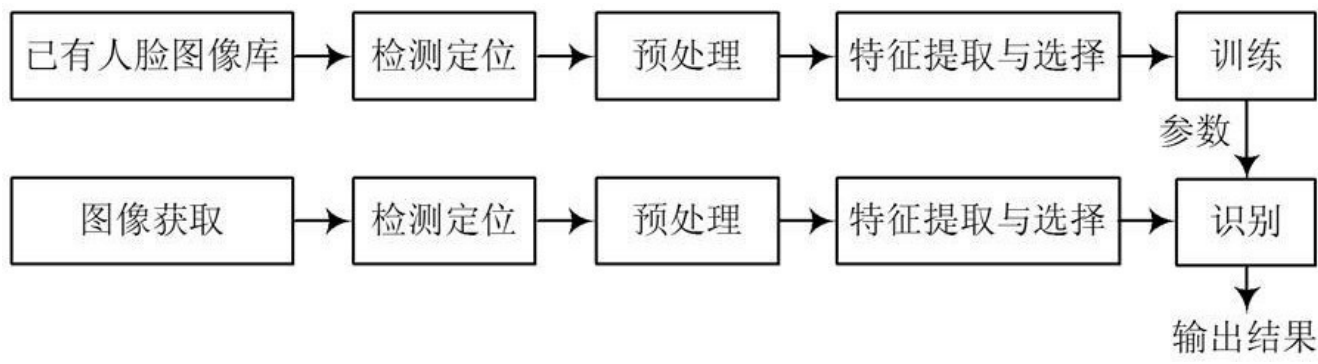 已有人脸图像库 检测定位 预处理 特征提取与选择 训练
参数
图像获取 检测定位 预处理 特征提取与选择 识别
输出结果